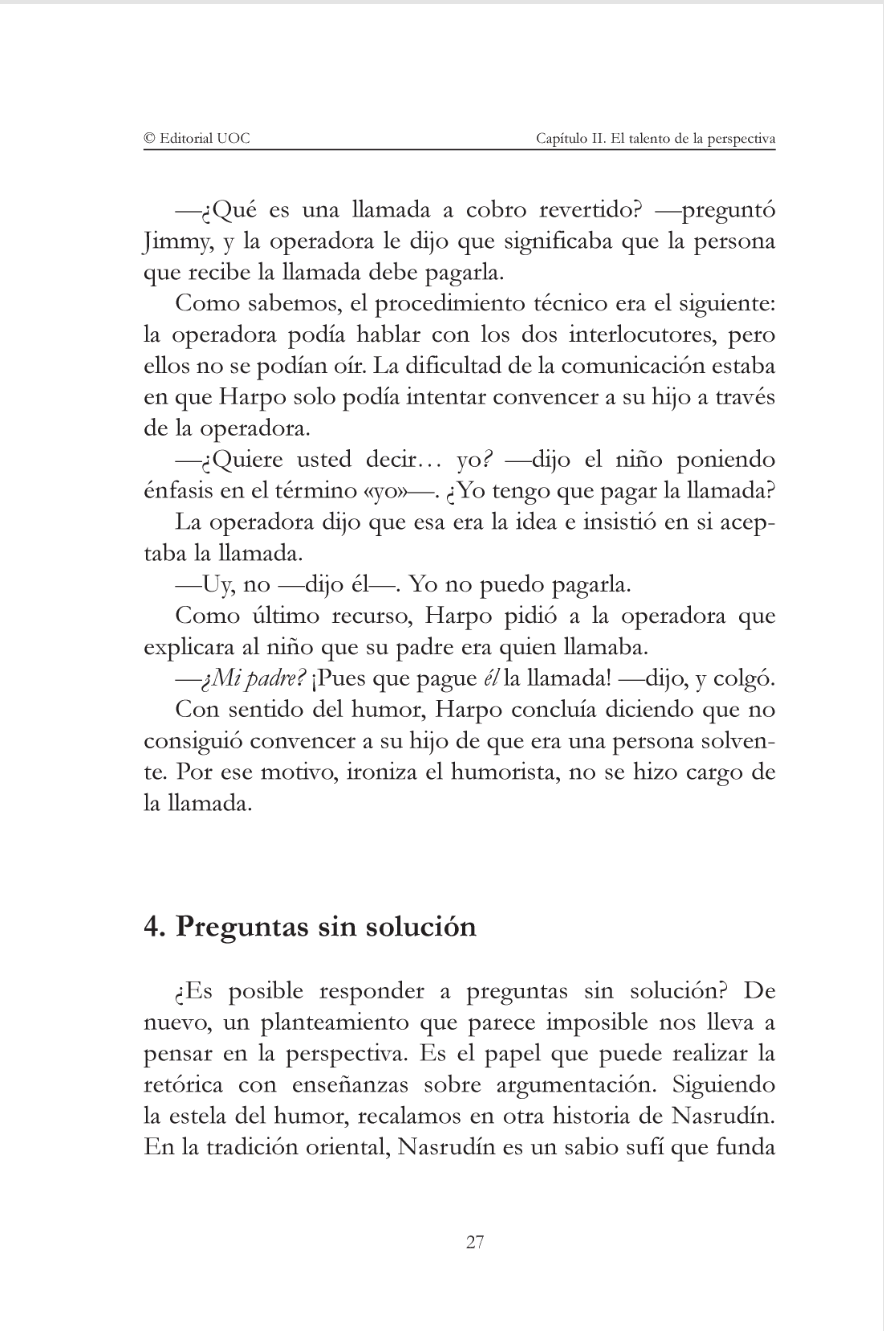 © Editorial UOC Capítulo II. El talento de la perspectiva
—¿Qué es una llamada a cobro revertido? —preguntó
Jimmy, y la operadora le dijo que significaba que la persona
que recibe la llamada debe pagarla.
Como sabemos, el procedimiento técnico era el siguiente:
la operadora podía hablar con los dos interlocutores, pero
ellos no se podían oír. La dificultad de la comunicación estaba
en que Harpo solo podía intentar convencer a su hijo a través
de la operadora.
—¿Quiere usted decir… yo? —dijo el niño poniendo
énfasis en el término «yo»—. ¿Yo tengo que pagar la llamada?
La operadora dijo que esa era la idea e insistió en si acep-
taba la llamada.
—Uy, no —dijo él—. Yo no puedo pagarla.
Como último recurso, Harpo pidió a la operadora que
explicara al niño que su padre era quien llamaba.
—¿Mi padre? ¡Pues que pague él la llamada! —dijo, y colgó.
Con sentido del humor, Harpo concluía diciendo que no
consiguió convencer a su hijo de que era una persona solven-
te. Por ese motivo, ironiza el humorista, no se hizo cargo de
la llamada.
4. Preguntas sin solución
¿Es posible responder a preguntas sin solución? De
nuevo, un planteamiento que parece imposible nos lleva a
pensar en la perspectiva. Es el papel que puede realizar la
retórica con enseñanzas sobre argumentación. Siguiendo
la estela del humor, recalamos en otra historia de Nasrudín.
En la tradición oriental, Nasrudín es un sabio sufí que funda
27